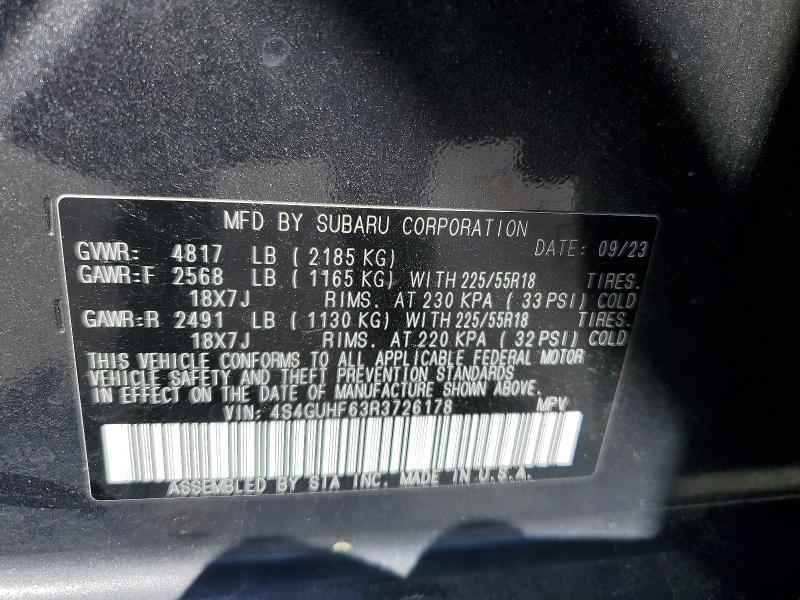 MFD BY SUBARU CORPORATION
GVWR: 4817 LB ( 2185 KG) DATE: 09/23
GAWR:F 2568 LB ( 1165 KG) WITH 225/55R18 TIRES.
18X7J RIMS. AT 230 KPA ( 33 PSI) COLD
GAWR:R 2491 LB ( 1130 KG) WITH 225/55R18 TIRES.
18X7J RIMS. AT 220 KPA ( 32 PSI) COLD
THIS VEHICLE CONFORMS TO ALL APPLICABLE FEDERAL MOTOR
VEHICLE SAFETY AND THEFT PREVENTION STANDARDS
IN EFFECT ON THE DATE OF MANUFACTURE SHOWN ABOVE.
VIN: 4S4GUHF63R3726178 MPV
ASSEMBLED BY SIA INC. MADE IN U.S.A.